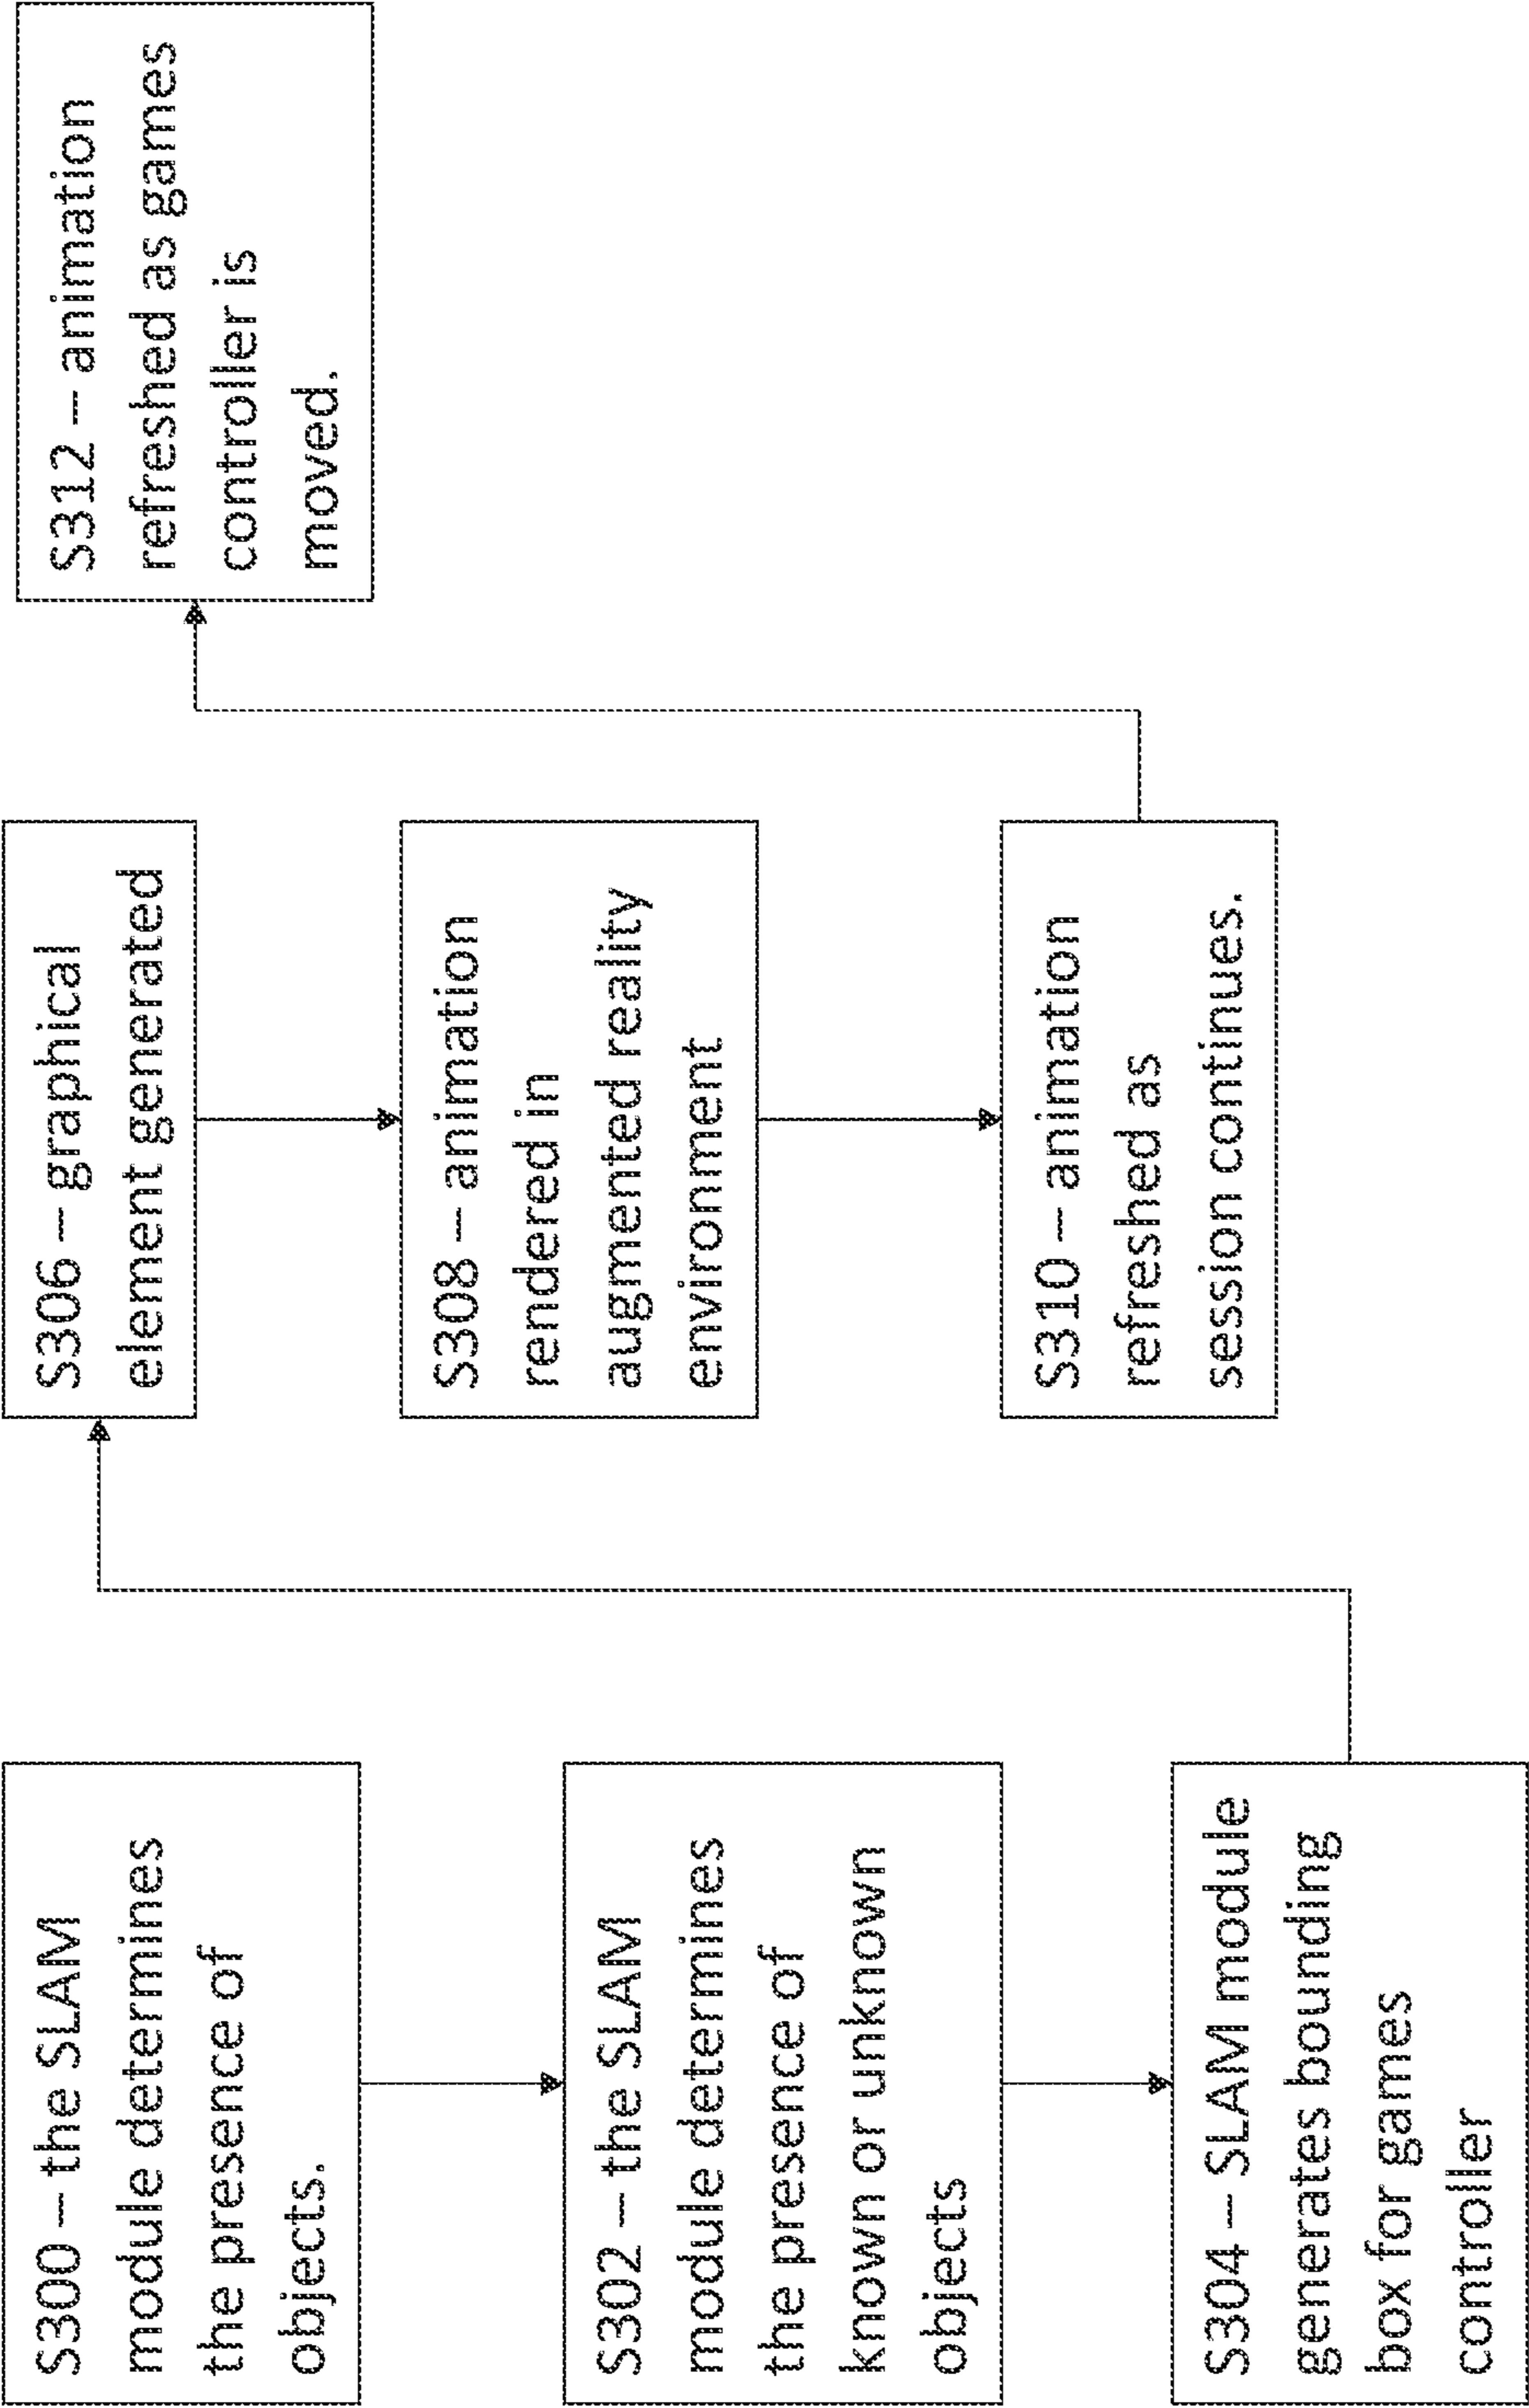 S300 – the SLAM
module determines
the presence of
objects.
S302 – the SLAM
module determines
the presence of
known or unknown
objects
S304 – SLAM module
generates bounding
box for games
controller
S306 – graphical
element generated
S308 – animation
rendered in
augmented reality
environment
S310 – animation
refreshed as
session continues.
S312 – animation
refreshed as games
controller is
moved.